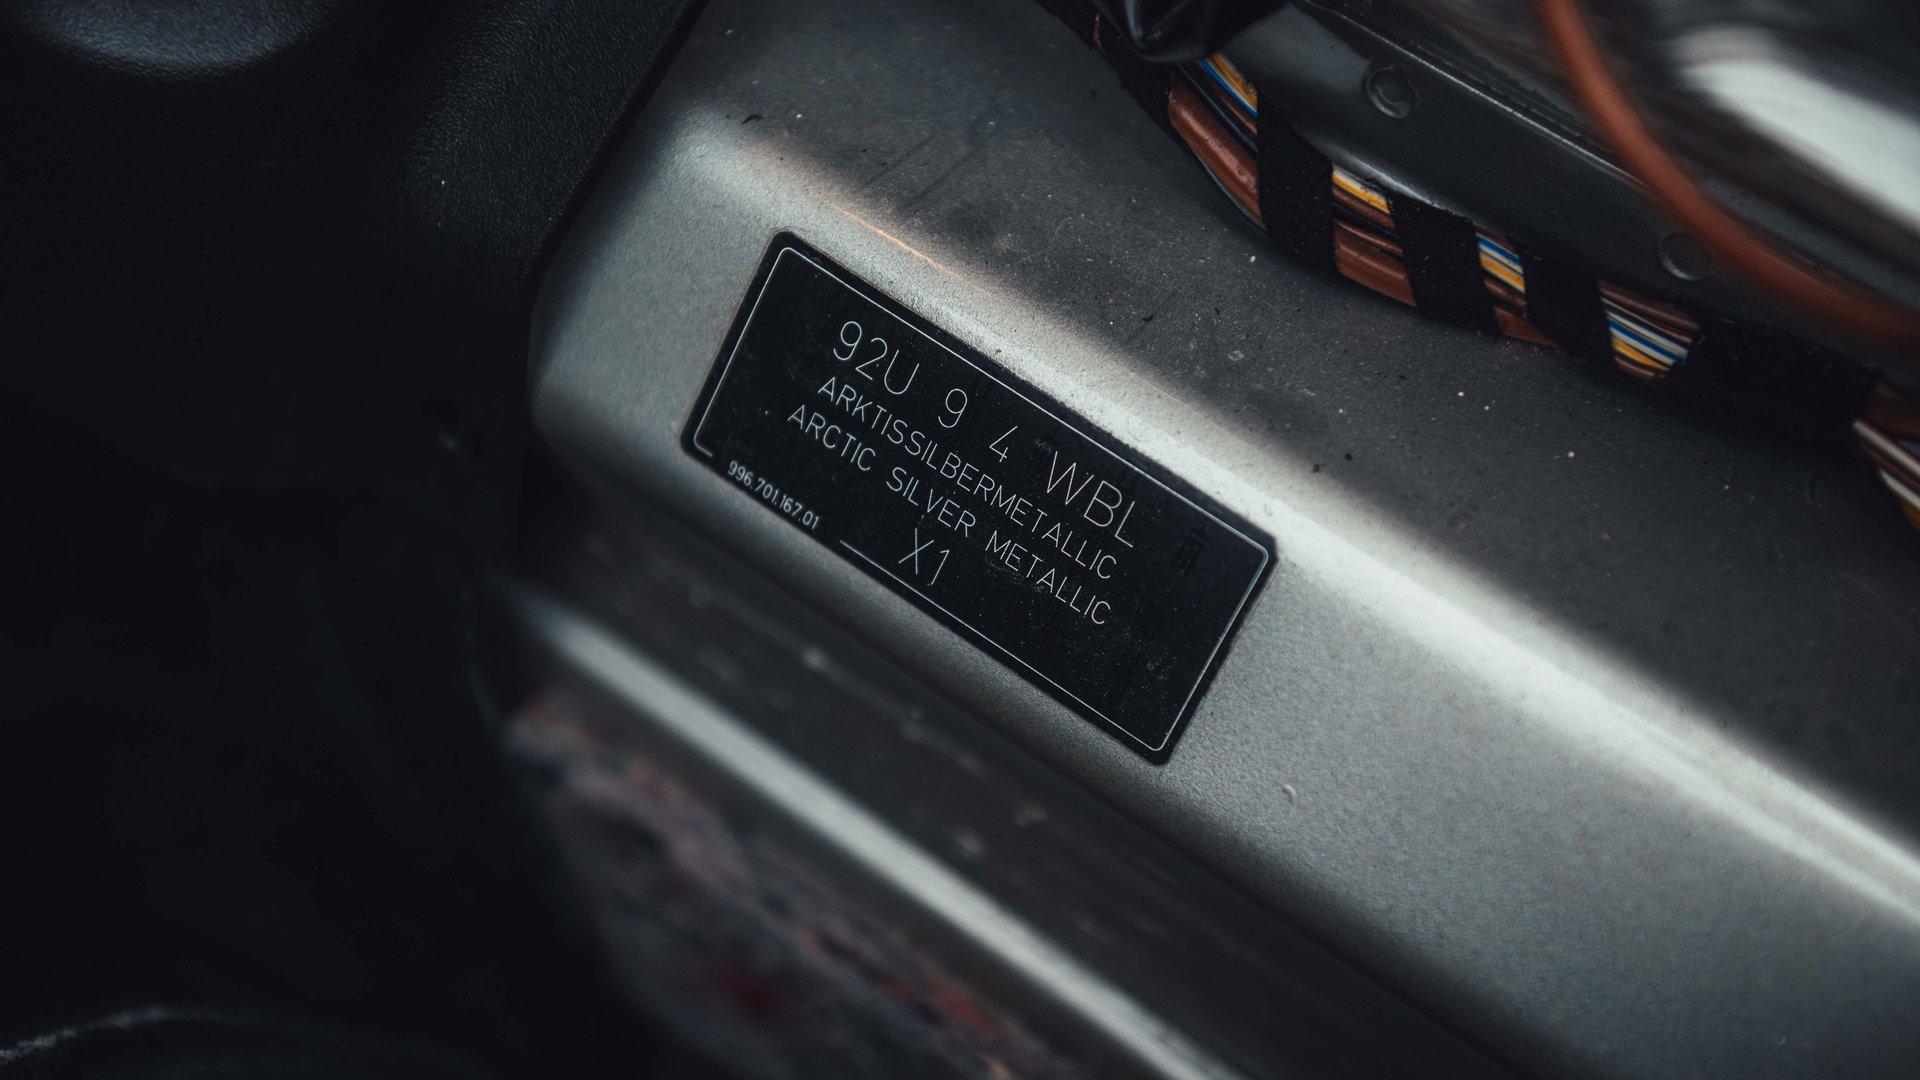 92U 9 4 WBL
ARKTISSILBERMETALLIC
ARCTIC SILVER METALLIC
X1
996.701.167.01